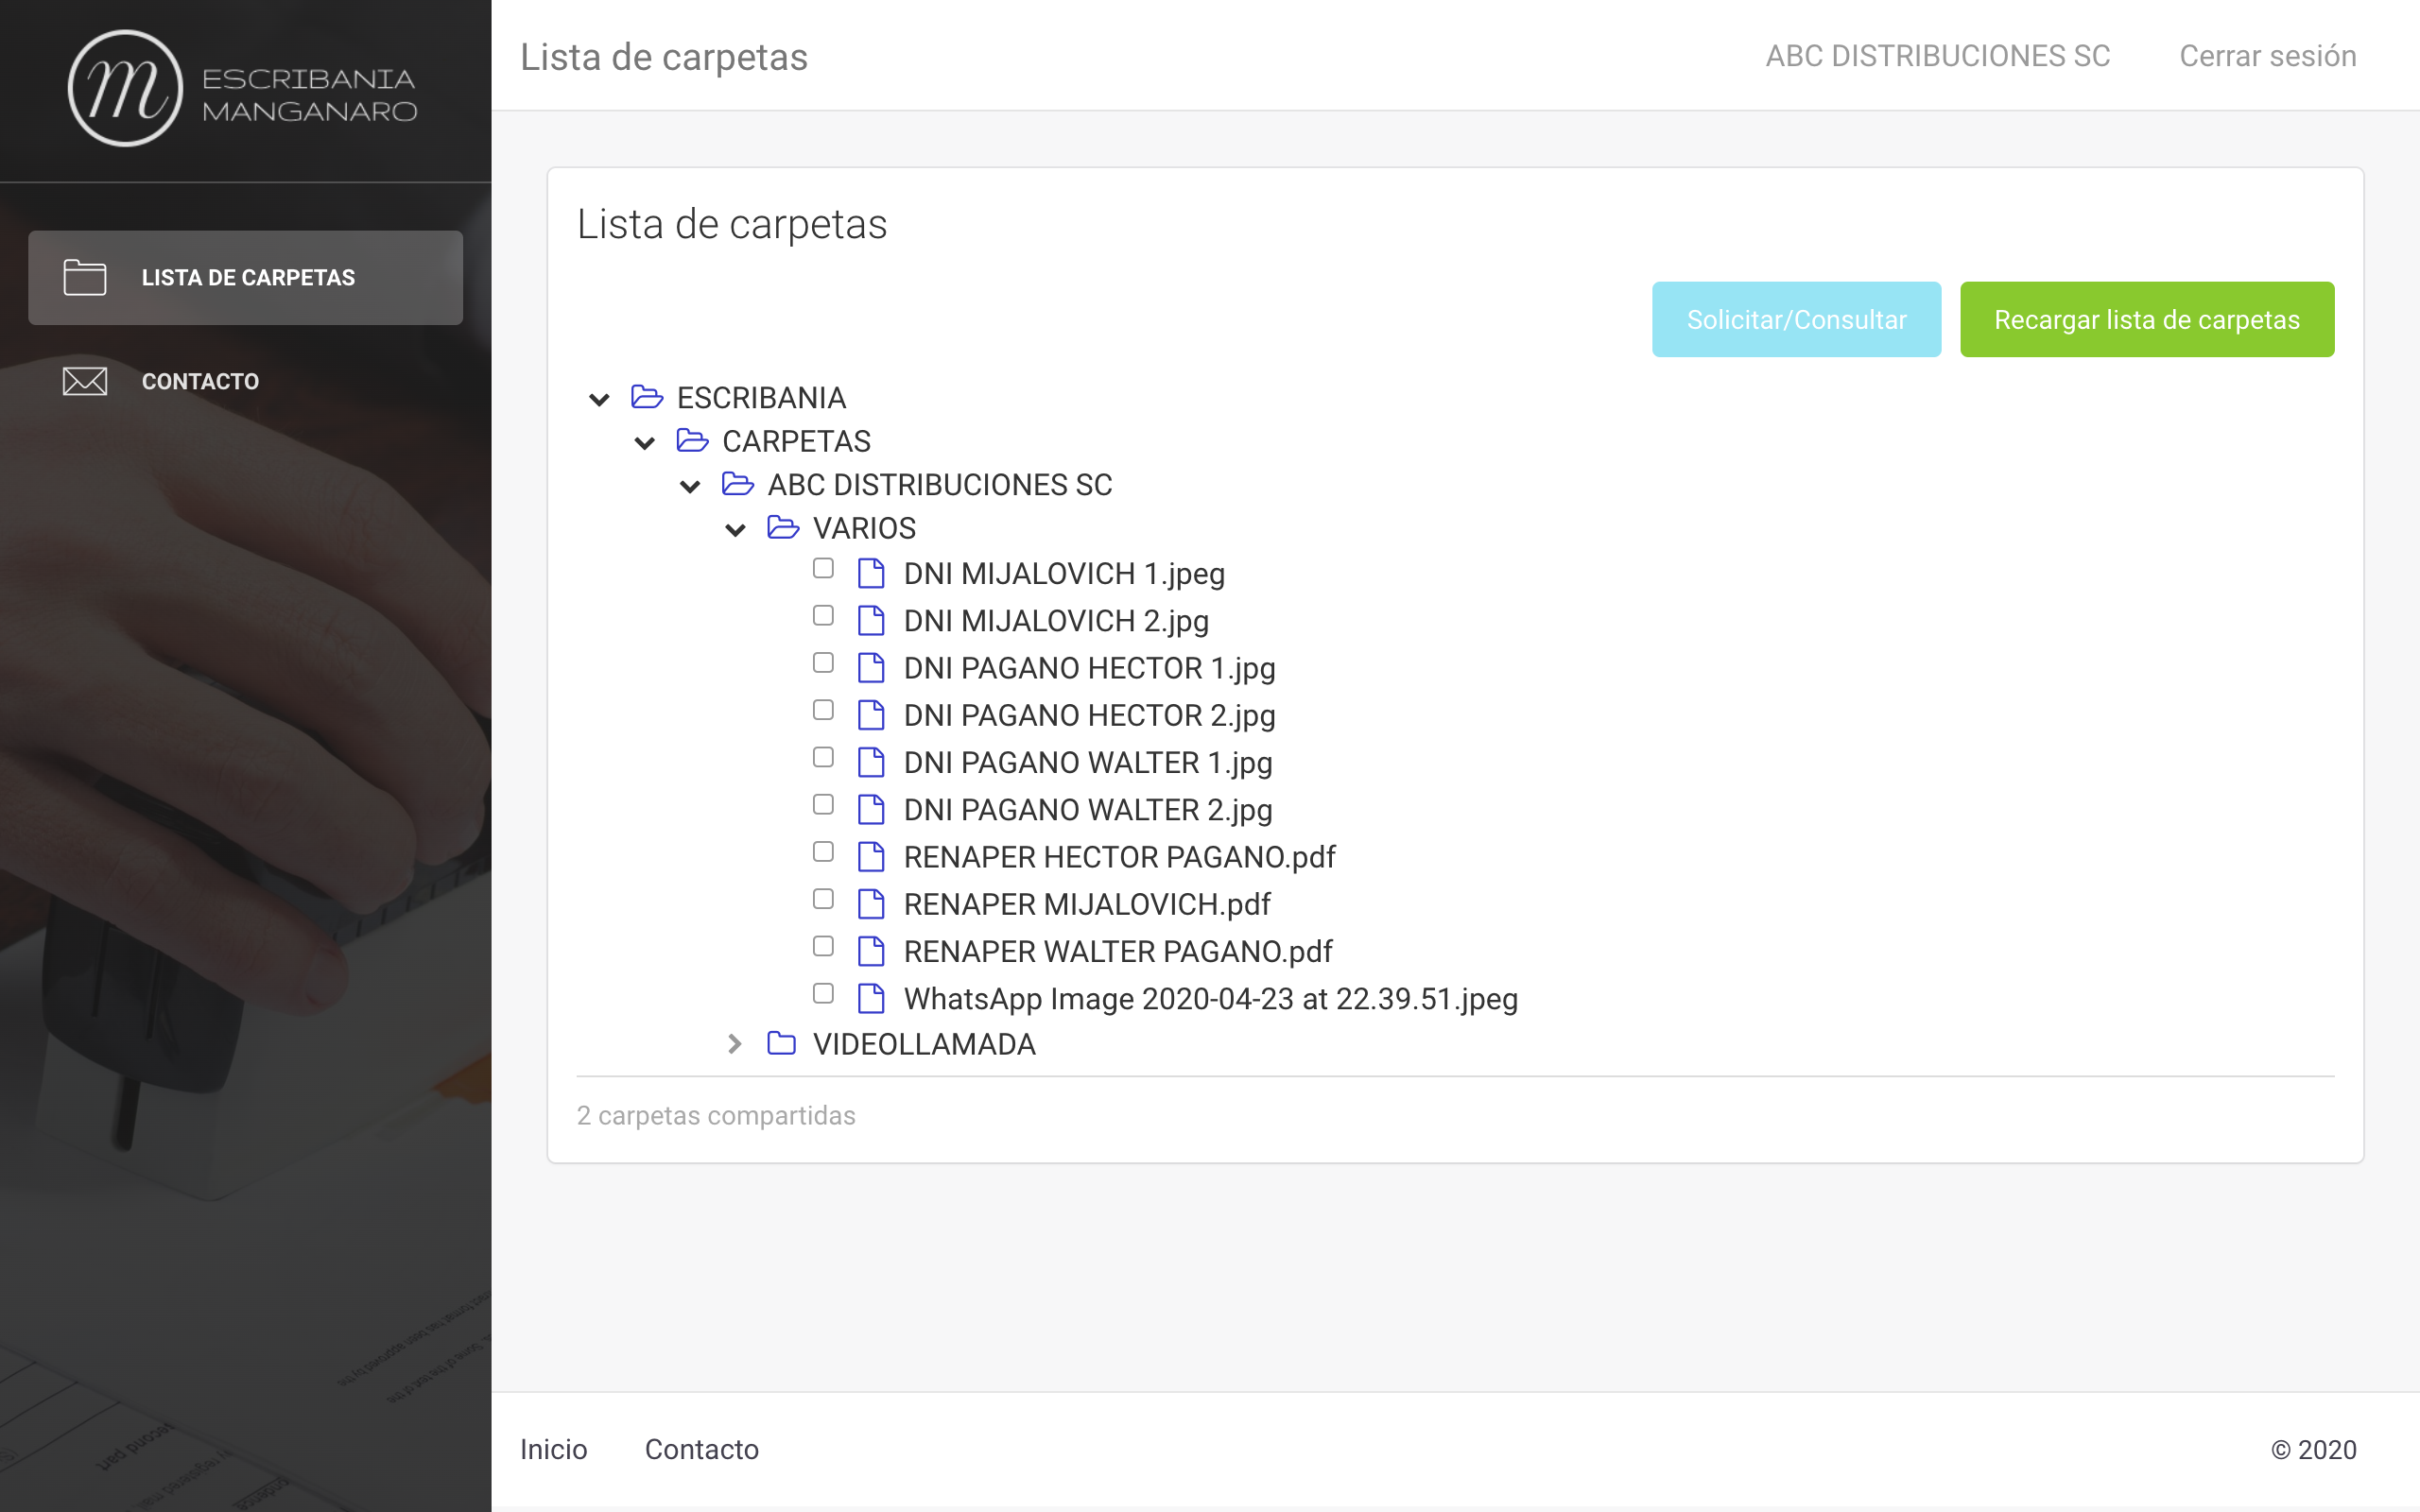 ESCRIBANIA
MANGANARO
LISTA DE CARPETAS
CONTACTO
Lista de carpetas
ABC DISTRIBUCIONES SC
Cerrar sesión
Lista de carpetas
Solicitar/Consultar
Recargar lista de carpetas
ESCRIBANIA
CARPETAS
ABC DISTRIBUCIONES SC
VARIOS
DNI MIJALOVICH 1.jpeg
DNI MIJALOVICH 2.jpg
DNI PAGANO HECTOR 1.jpg
DNI PAGANO HECTOR 2.jpg
DNI PAGANO WALTER 1.jpg
DNI PAGANO WALTER 2.jpg
RENAPER HECTOR PAGANO.pdf
RENAPER MIJALOVICH.pdf
RENAPER WALTER PAGANO.pdf
WhatsApp Image 2020-04-23 at 22.39.51.jpeg
VIDEOLLAMADA
2 carpetas compartidas
Inicio
Contacto
© 2020